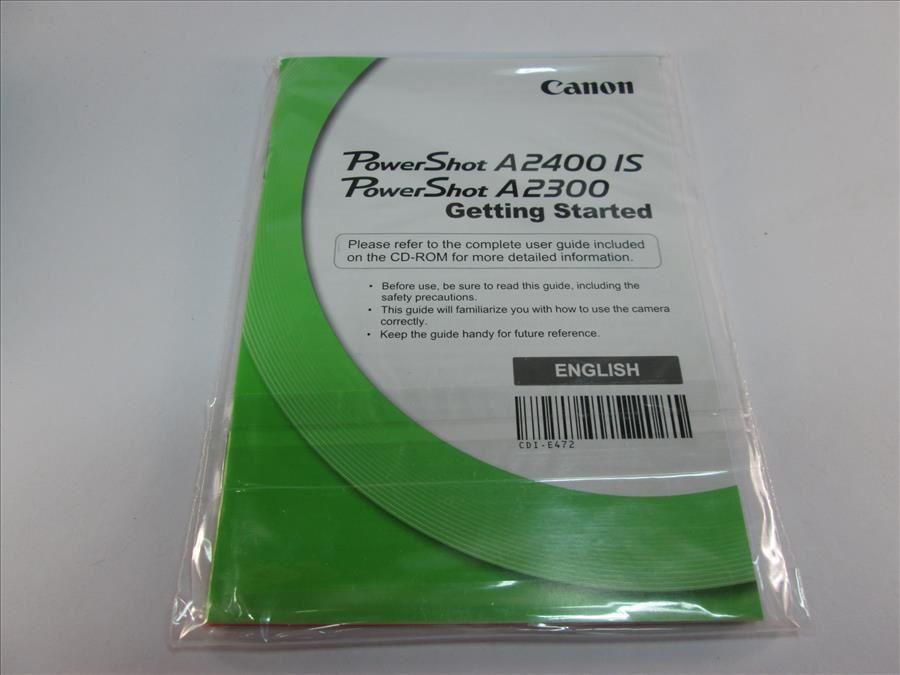 Canon
PowerShot A2400 IS
PowerShot A2300
Getting Started
Please refer to the complete user guide included
on the CD-ROM for more detailed information.
• Before use, be sure to read this guide, including the
safety precautions.
• This guide will familiarize you with how to use the camera
correctly.
• Keep the guide handy for future reference.
ENGLISH
CDI-E472